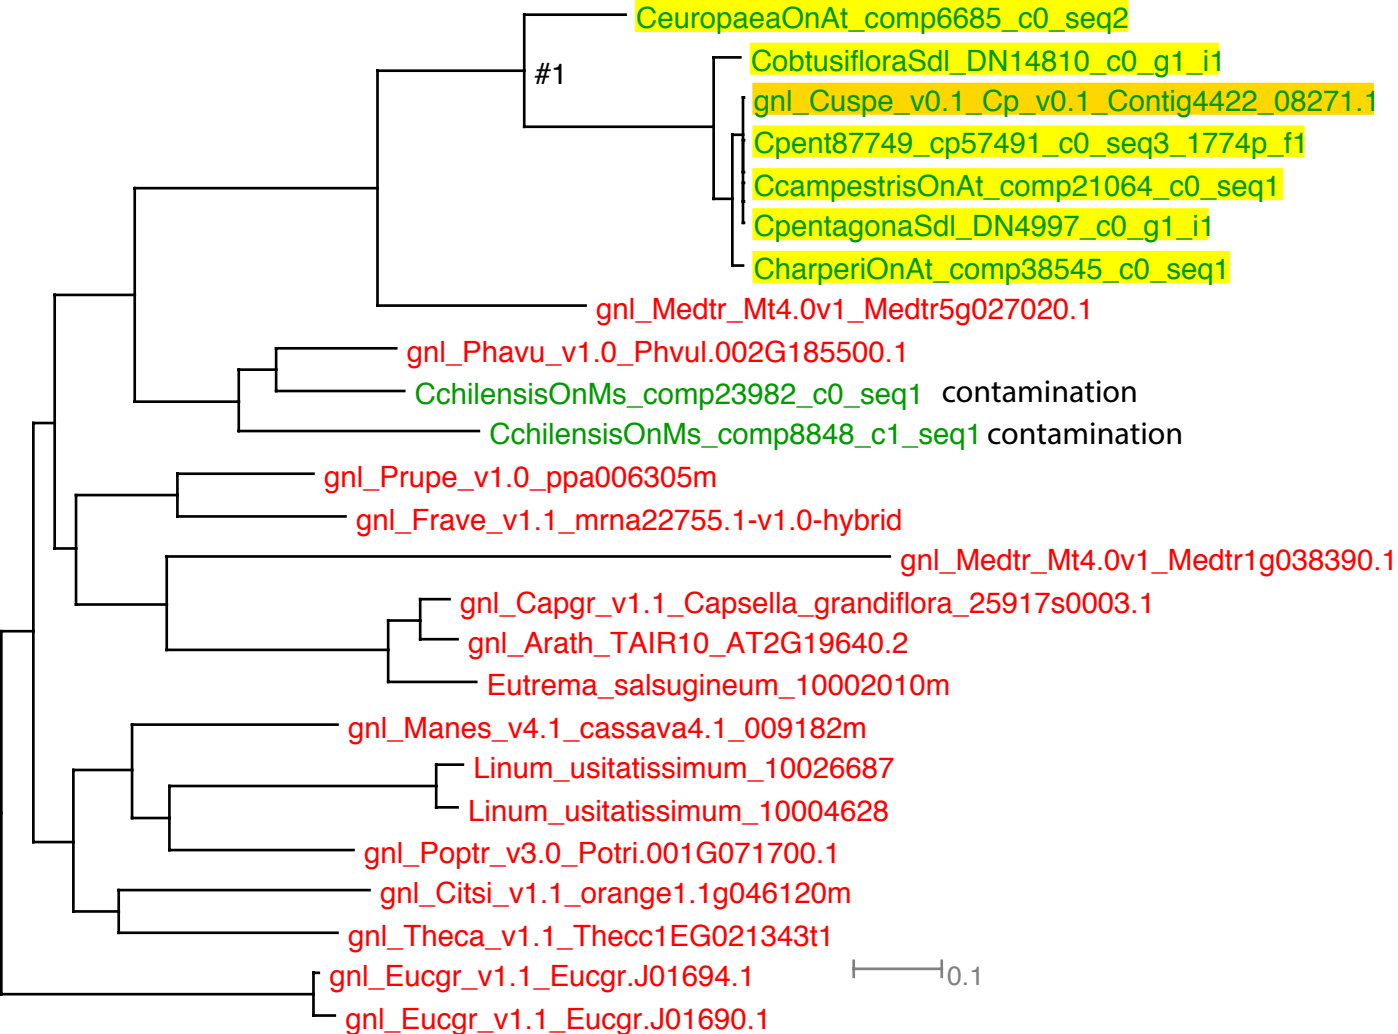 CeuropaeaOnAt_comp6685_c0_seq2
#1
CobtusifloraSdl_DN14810_c0_g1_i1
gnl_Cuspe_v0.1_Cp_v0.1_Contig4422_08271.1
Cpent87749_cp57491_c0_seq3_1774p_f1
CcampestrisOnAt_comp21064_c0_seq1
CpentagonaSdl_DN4997_c0_g1_i1
CharperiOnAt_comp38545_c0_seq1
gnl_Medtr_Mt4.0v1_Medtr5g027020.1
gnl_Phavu_v1.0_Phvul.002G185500.1
CchilensisOnMs_comp23982_c0_seq1 contamination
CchilensisOnMs_comp8848_c1_seq1 contamination
gnl_Prupe_v1.0_ppa006305m
gnl_Frave_v1.1_mrna22755.1-v1.0-hybrid
gnl_Medtr_Mt4.0v1_Medtr1g038390.1
gnl_Capgr_v1.1_Capsella_grandiflora_25917s0003.1
gnl_Arath_TAIR10_AT2G19640.2
Eutrema_salsugineum_10002010m
gnl_Manes_v4.1_cassava4.1_009182m
Linum_usitatissimum_10026687
Linum_usitatissimum_10004628
gnl_Poptr_v3.0_Potri.001G071700.1
gnl_Citsi_v1.1_orange1.1g046120m
gnl_Theca_v1.1_Thecc1EG021343t1
gnl_Eucgr_v1.1_Eucgr.J01694.1
0.1
gnl_Eucgr_v1.1_Eucgr.J01690.1